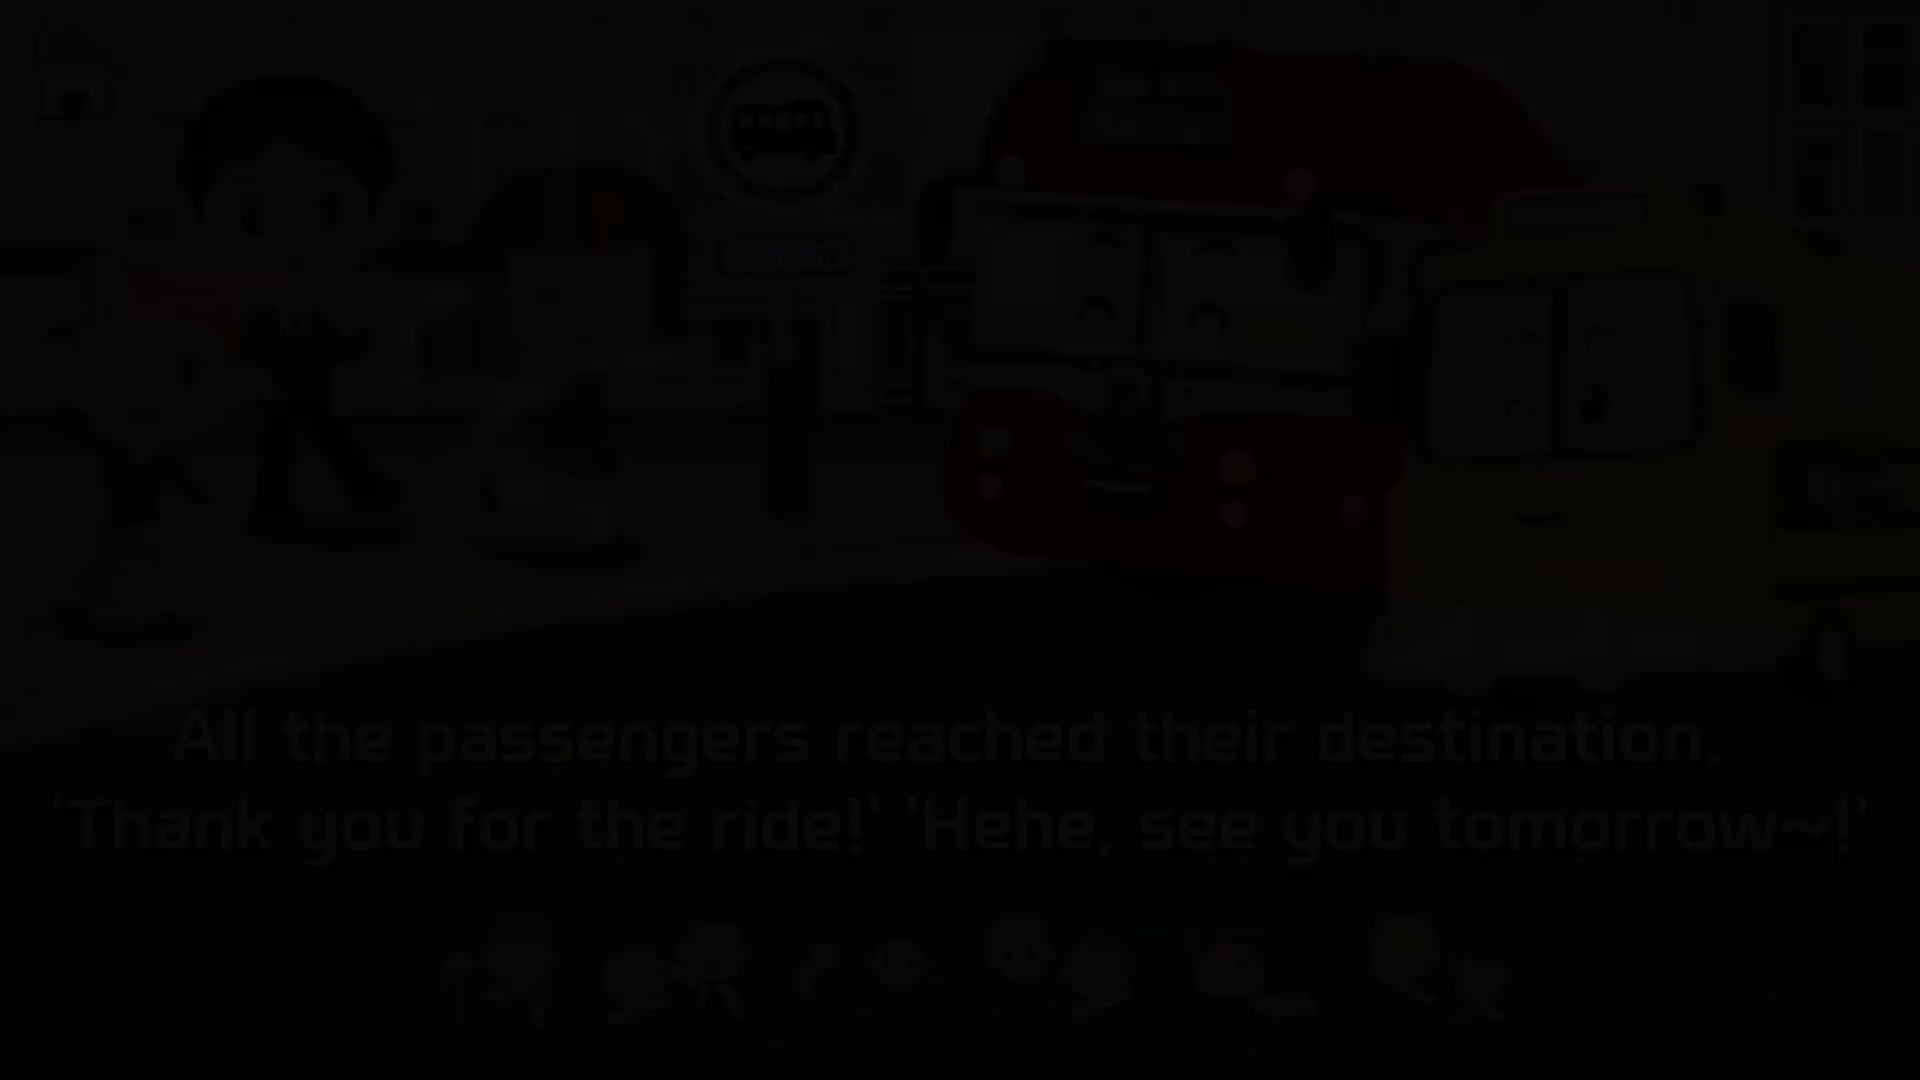 All the passengers reached their destination.
'Thank you for the ride!' 'Hehe, see you tomorrow~!'